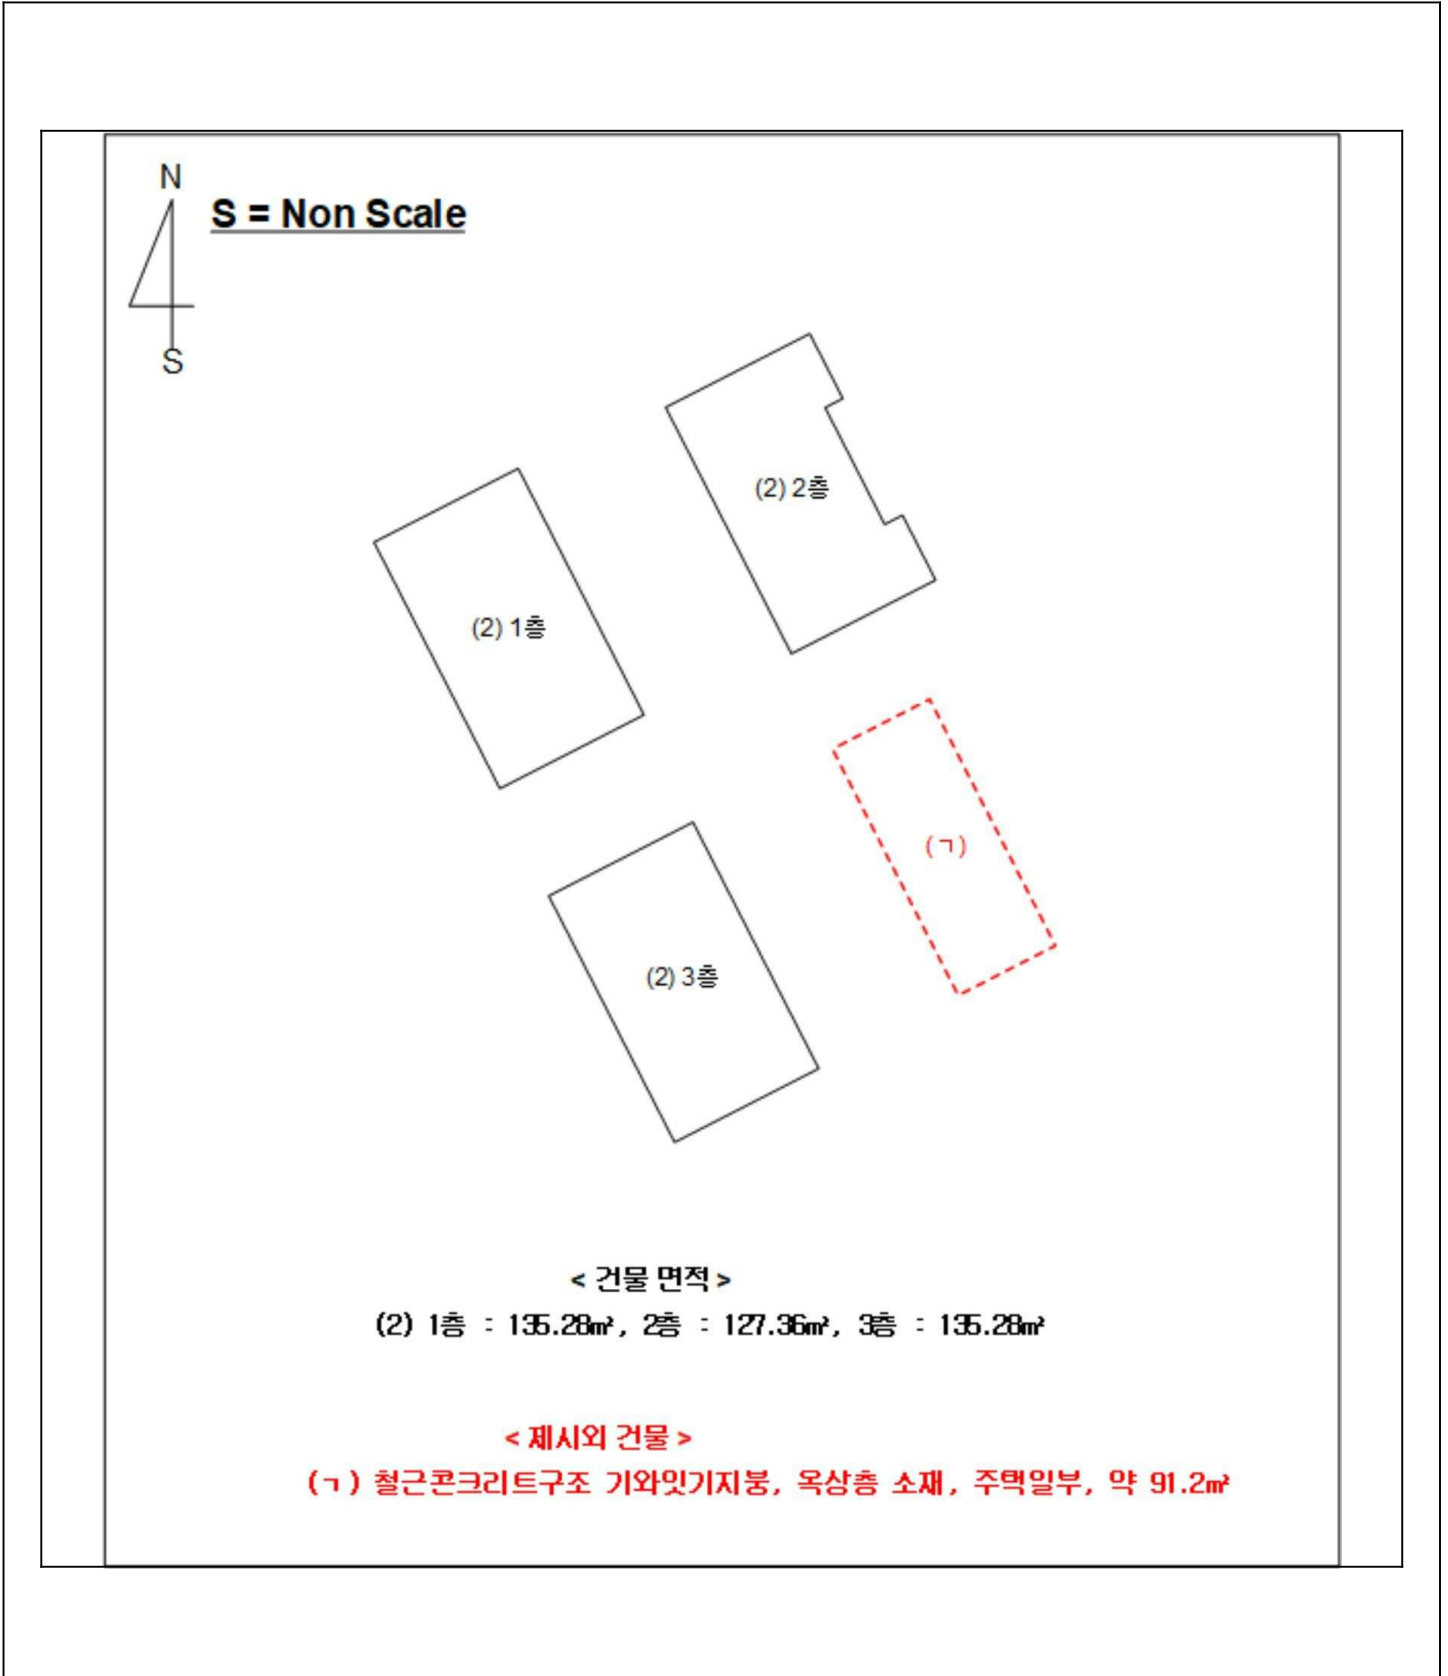 N
S = Non Scale
S
(2) 2층
(2) 1층
(ㄱ)
(2) 3층
< 건물 면적 >
(2) 1층 : 135.28㎡, 2층 : 127.36㎡, 3층 : 135.28㎡
< 제시외 건물 >
(ㄱ) 철근콘크리트구조 기와잇기지붕, 옥상층 소재, 주택일부, 약 91.2㎡